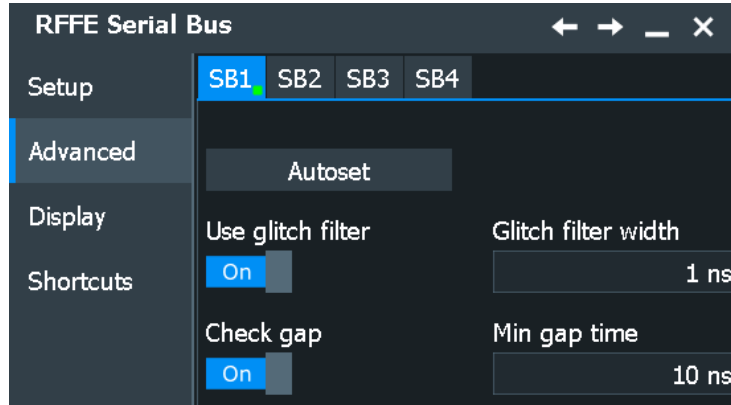 RFFE Serial Bus
Setup
Advanced
Display
Shortcuts
SB1 SB2 SB3 SB4
Autoset
Use glitch filter
On
Glitch filter width
1 ns
Check gap
On
Min gap time
10 ns